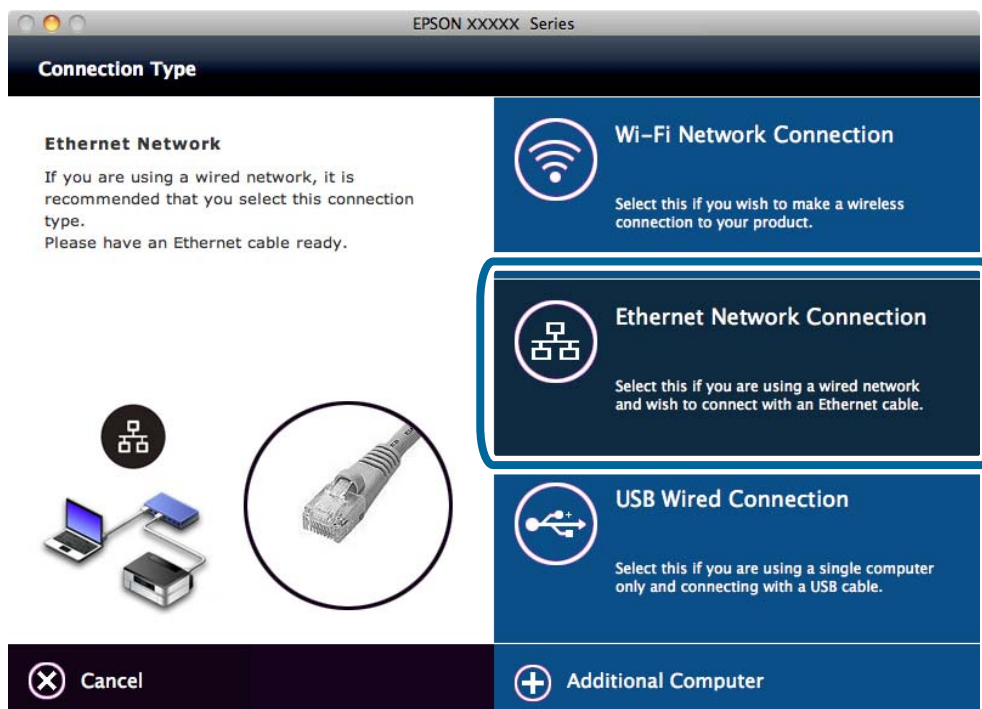 EPSON XXXXX Series
Connection Type
Ethernet Network
If you are using a wired network, it is
recommended that you select this connection
type.
Please have an Ethernet cable ready.
Wi-Fi Network Connection
Select this if you wish to make a wireless
connection to your product.
Ethernet Network Connection
Select this if you are using a wired network
and wish to connect with an Ethernet cable.
USB Wired Connection
Select this if you are using a single computer
only and connecting with a USB cable.
Cancel
Additional Computer